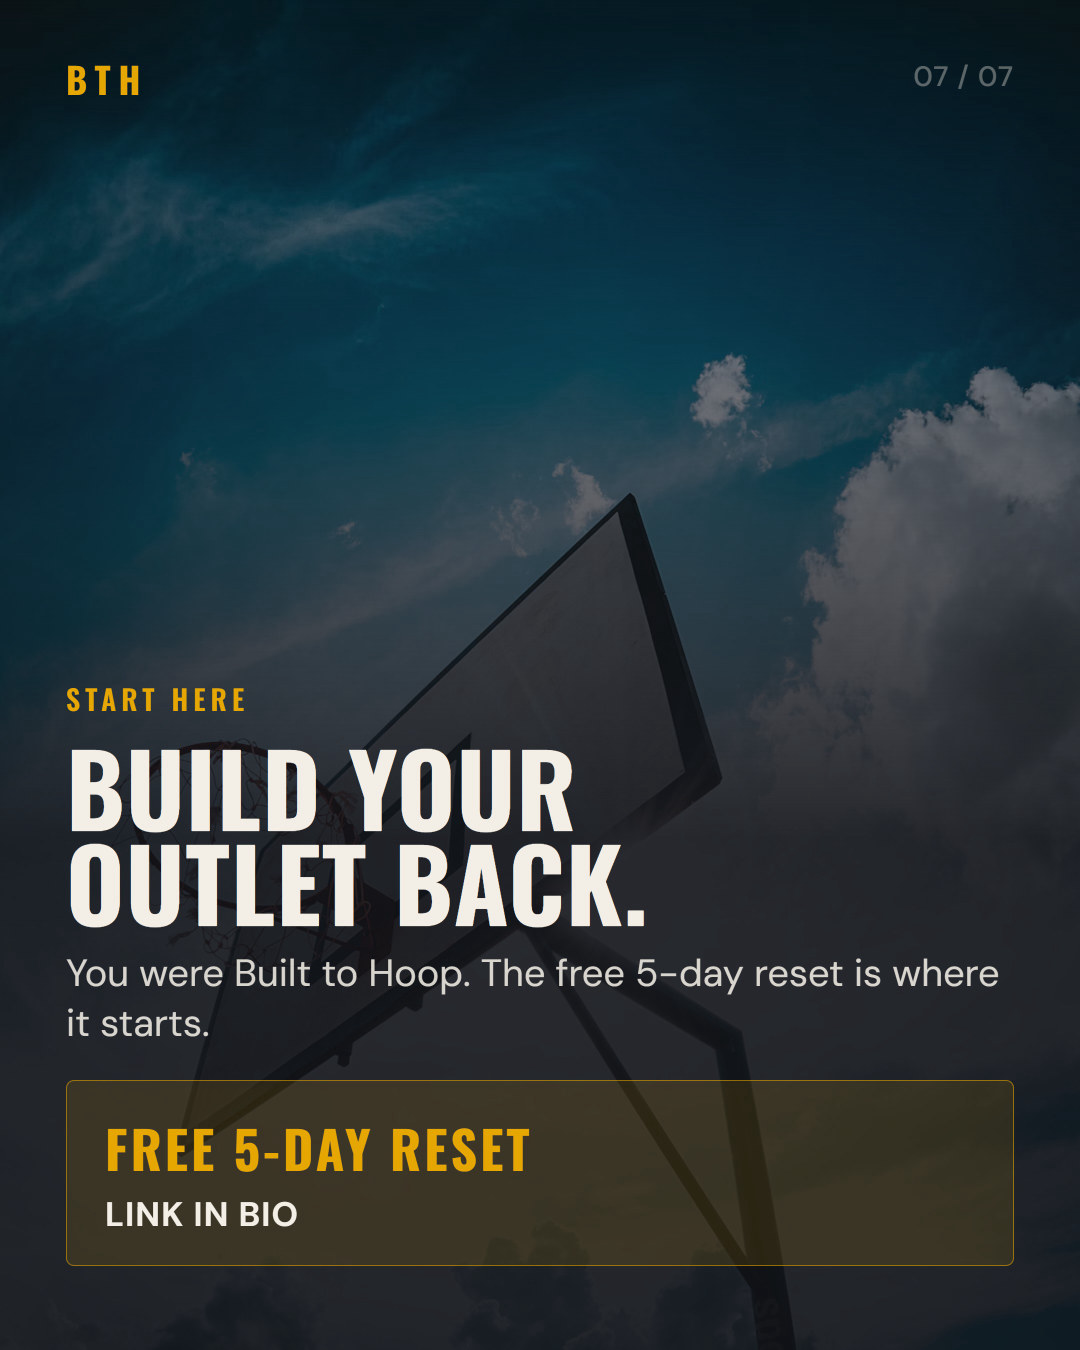 BTH
07 / 07
START HERE
BUILD YOUR
OUTLET BACK.
You were Built to Hoop. The free 5-day reset is where
it starts.
FREE 5-DAY RESET
LINK IN BIO